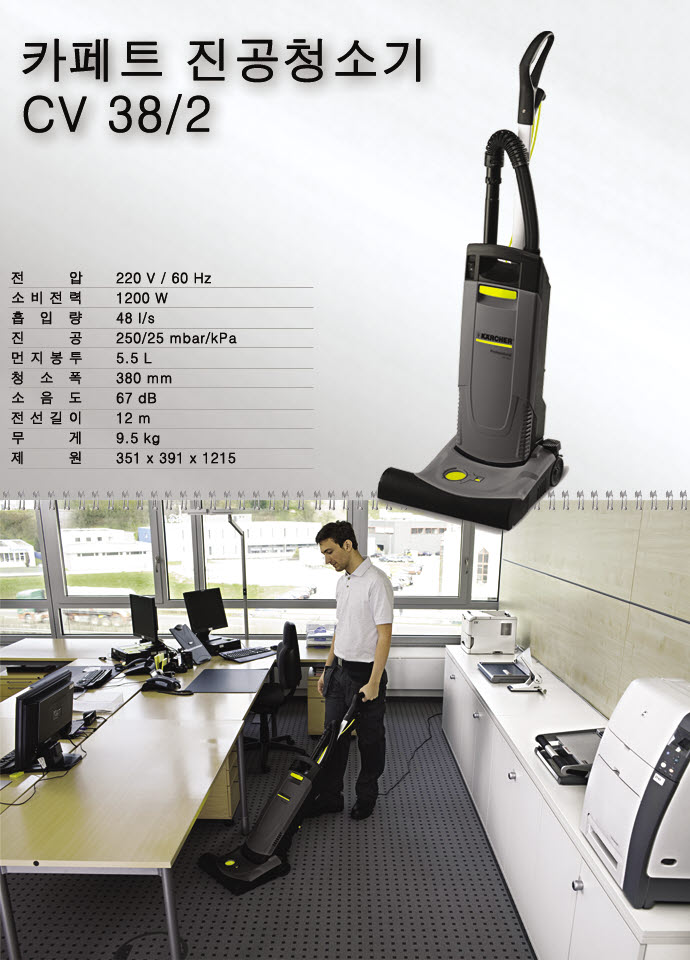 카페트 진공청소기
CV 38/2
전 압 220 V / 60 Hz
소비전력 1200 W
흡 입 량 48 l/s
진 공 250/25 mbar/kPa
먼지봉투 5.5 L
청 소 폭 380 mm
소 음 도 67 dB
전선길이 12 m
무 게 9.5 kg
제 원 351 x 391 x 1215
KÄRCHER